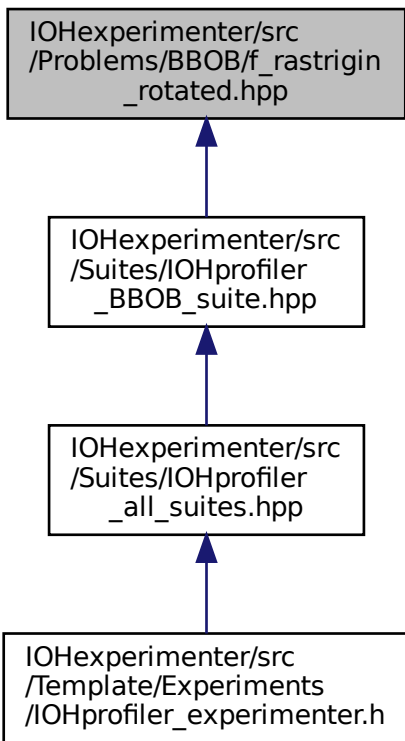 IOHexperimenter/src
/Problems/BBOB/f_rastrigin
_rotated.hpp
IOHexperimenter/src
/Suites/IOHprofiler
_BBOB_suite.hpp
IOHexperimenter/src
/Suites/IOHprofiler
_all_suites.hpp
IOHexperimenter/src
/Template/Experiments
/IOHprofiler_experimenter.h